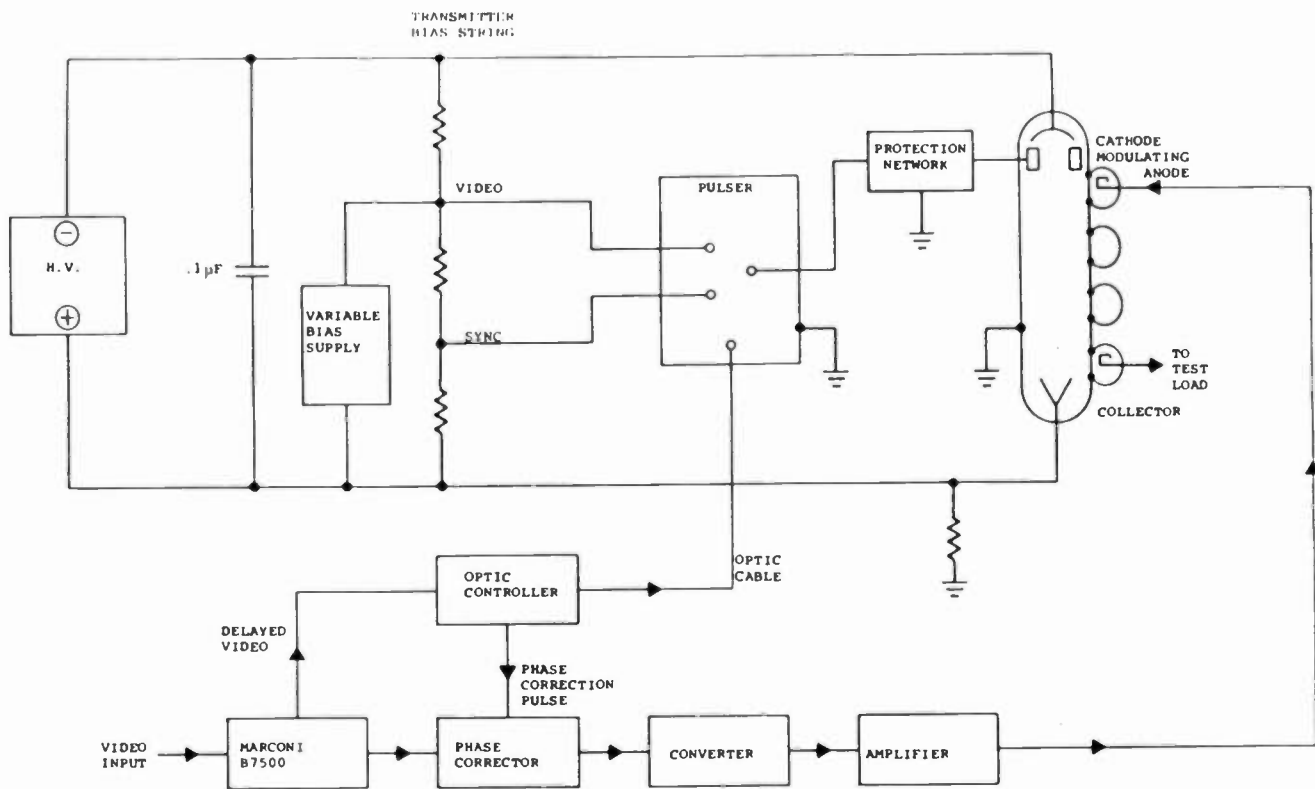 TRANSMITTER
BIAS STRING
H.V.
.1µF
VARIABLE
BIAS
SUPPLY
VIDEO
SYNC
PULSER
PROTECTION
NETWORK
CATHODE
MODULATING
ANODE
TO
TEST
LOAD
COLLECTOR
OPTIC
CONTROLLER
OPTIC
CABLE
DELAYED
VIDEO
PHASE
CORRECTION
PULSE
VIDEO
INPUT
MARCONI
B7500
PHASE
CORRECTOR
CONVERTER
AMPLIFIER